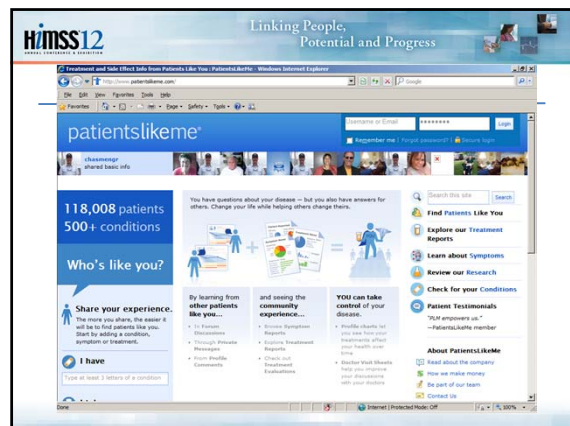 HIMSS12
ANNUAL CONFERENCE & EXHIBITION
Linking People,
Potential and Progress
Treatment and Side Effect Info from Patients Like You : PatientsLikeMe - Windows Internet Explorer
http://www.patientslikeme.com/
Google
File Edit View Favorites Tools Help
Favorites
Page Safety Tools
patientslikeme
Username or Email
Login
Remember me | Forgot password? | Secure login
chasmengr
shared basic info
118,008 patients
500+ conditions
Who's like you?
Share your experience.
The more you share, the easier it
will be to find patients like you.
Start by adding a condition,
symptom or treatment.
I have
Type at least 3 letters of a condition
You have questions about your disease — but you also have answers for
others. Change your life while helping others change theirs.
By learning from
other patients
like you...
In Forum
Discussions
Through Private
Messages
From Profile
Comments
and seeing the
community
experience...
Browse Symptom
Reports
Explore Treatment
Reports
Check out
Treatment
Evaluations
YOU can take
control of your
disease.
Profile charts let
you see how your
treatments affect
your health over
time
Doctor Visit Sheets
help you improve
your discussions
with your doctors
Search this site
Search
Find Patients Like You
Explore our Treatment
Reports
Learn about Symptoms
Review our Research
Check for your Conditions
Patient Testimonials
"PLM empowers us."
—PatientsLikeMe member
About PatientsLikeMe
Read about the company
How we make money
Be part of our team
Contact Us
Done
Internet | Protected Mode: Off
100%